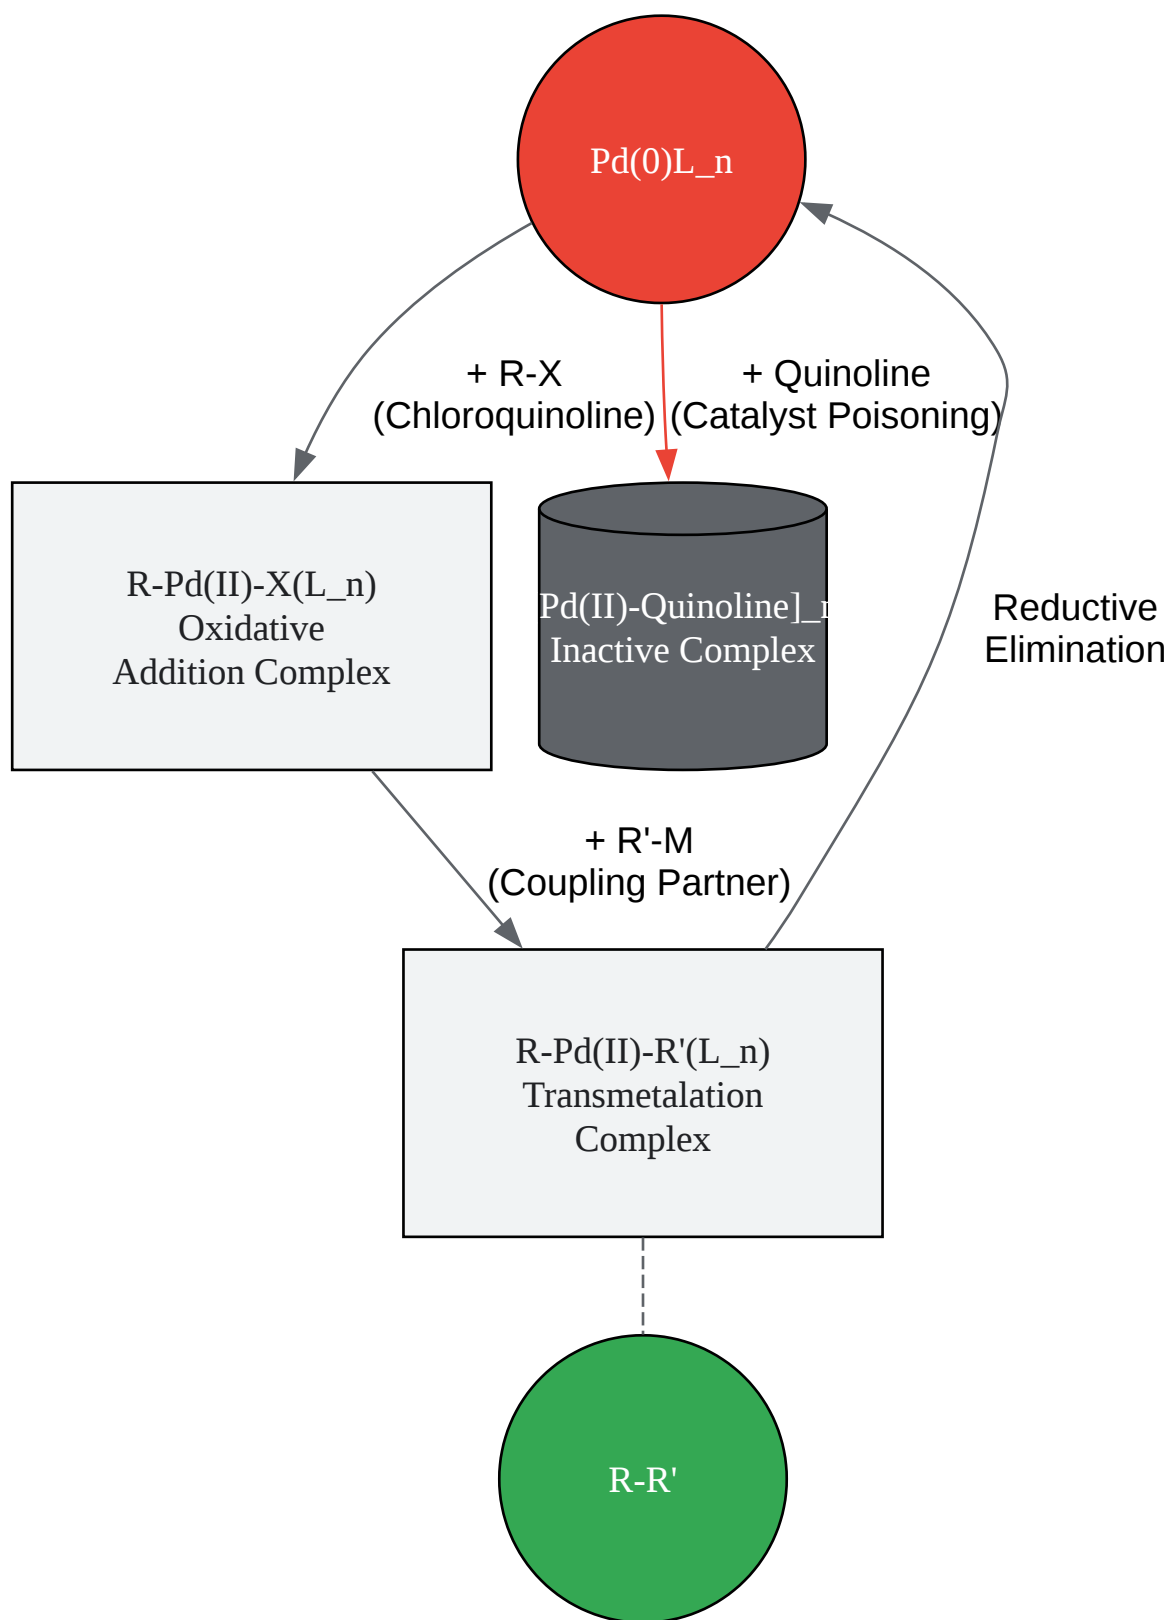 Pd(0)L_n
+ R-X
(Chloroquinoline)
+ Quinoline
(Catalyst Poisoning)
R-Pd(II)-X(L_n)
Oxidative
Addition Complex
Pd(II)-Quinoline]_
Inactive Complex
Reductive
Elimination
+ R'-M
(Coupling Partner)
R-Pd(II)-R'(L_n)
Transmetalation
Complex
R-R'